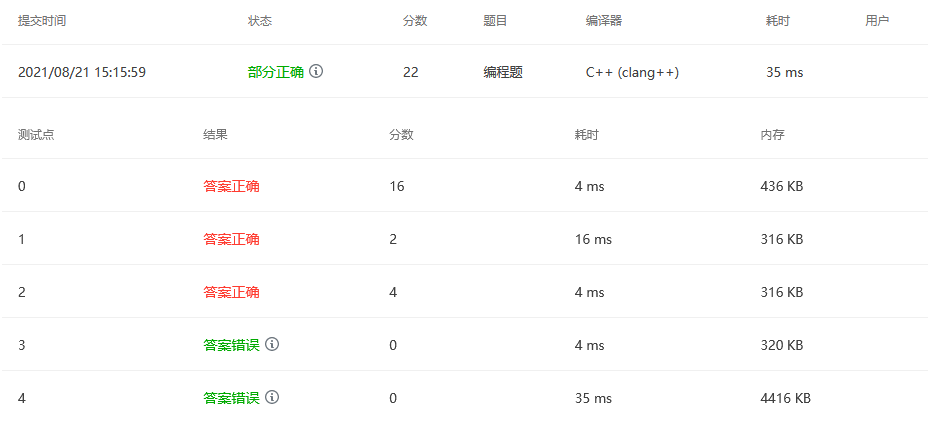 提交时间 状态 分数 题目 编译器 耗时 用户
2021/08/21 15:15:59 部分正确 22 编程题 C++ (clang++) 35 ms
测试点 结果 分数 耗时 内存
0 答案正确 16 4 ms 436 KB
1 答案正确 2 16 ms 316 KB
2 答案正确 4 4 ms 316 KB
3 答案错误 0 4 ms 320 KB
4 答案错误 0 35 ms 4416 KB